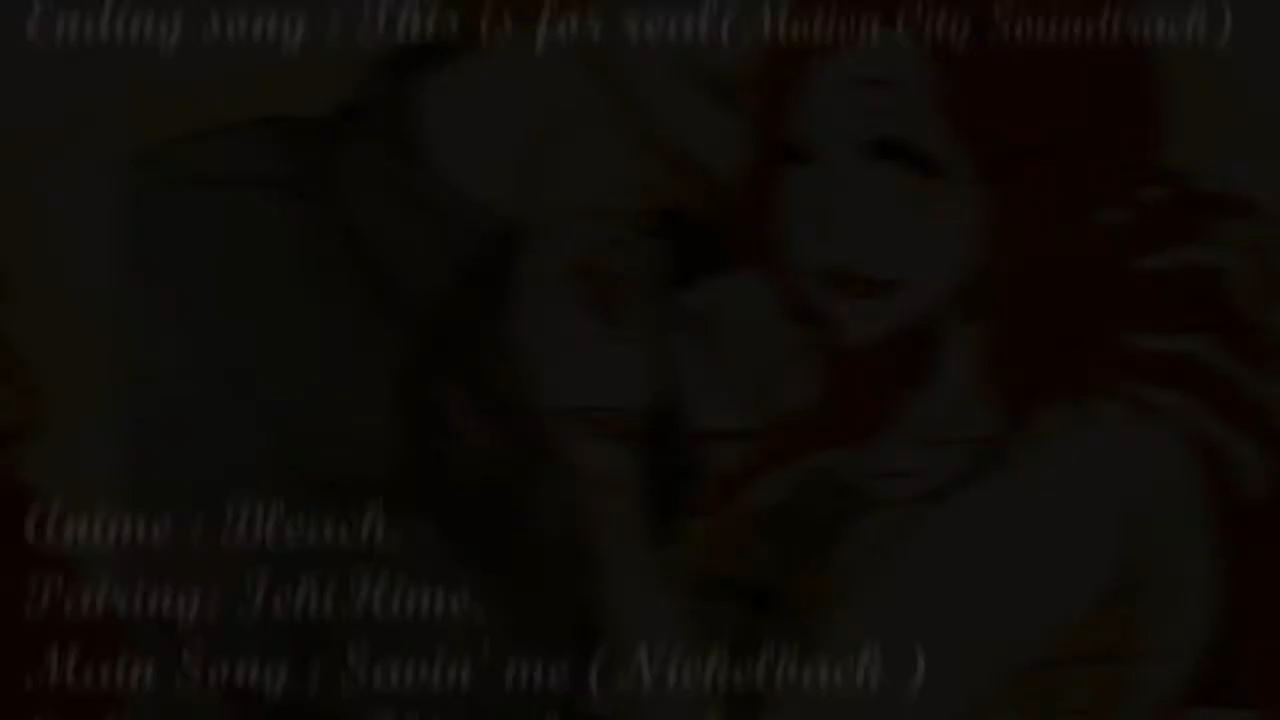 Ending song : This is for real( Motion City Soundtrack)
Anime : Bleach.
Pairing: IchiHime.
Main Song : Savin' me ( Nickelback )